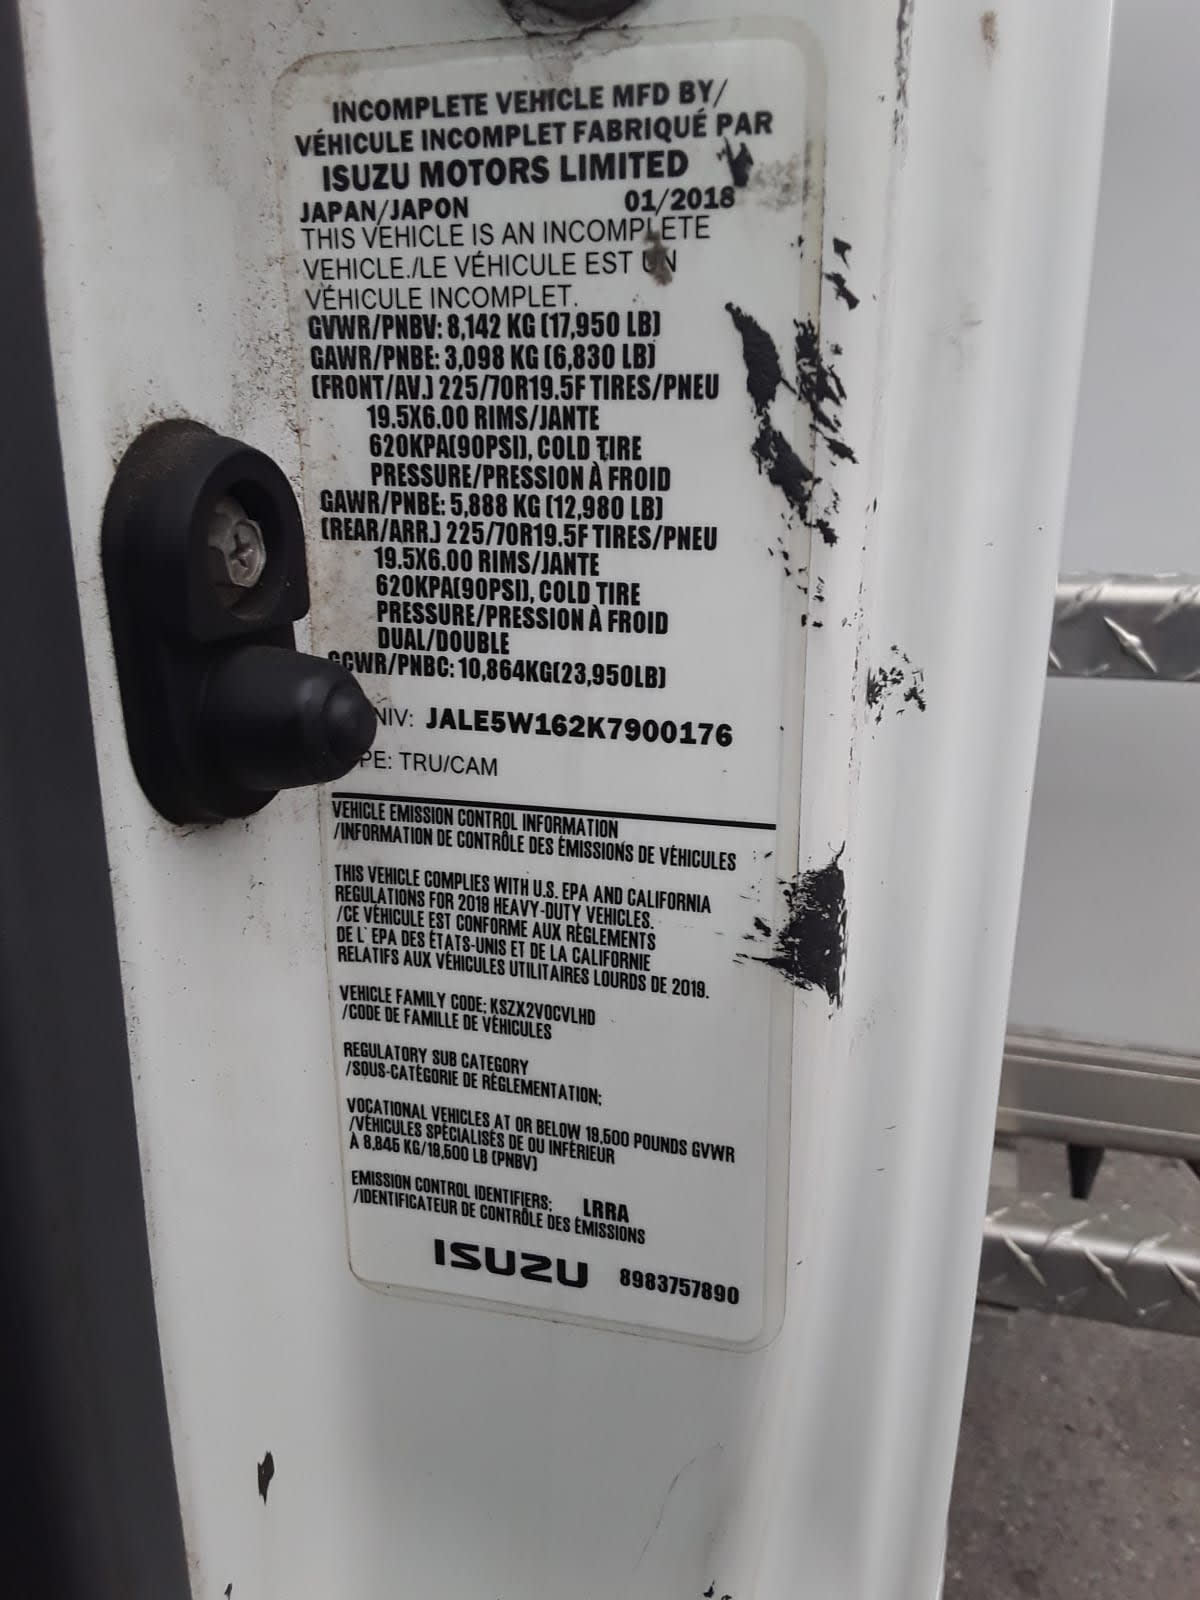 INCOMPLETE VEHICLE MFD BY/
VÉHICULE INCOMPLET FABRIQUÉ PAR
ISUZU MOTORS LIMITED
JAPAN/JAPON 01/2018
THIS VEHICLE IS AN INCOMPLETE
VEHICLE./LE VÉHICULE EST UN
VÉHICULE INCOMPLET.
GVWR/PNBV: 8,142 KG (17,950 LB)
GAWR/PNBE: 3,098 KG (6,830 LB)
(FRONT/AV.) 225/70R19.5F TIRES/PNEU
19.5X6.00 RIMS/JANTE
620KPA(90PSI), COLD TIRE
PRESSURE/PRESSION À FROID
GAWR/PNBE: 5,888 KG (12,980 LB)
(REAR/ARR.) 225/70R19.5F TIRES/PNEU
19.5X6.00 RIMS/JANTE
620KPA(90PSI), COLD TIRE
PRESSURE/PRESSION À FROID
DUAL/DOUBLE
GCWR/PNBC: 10,864KG(23,950LB)
NIV: JALE5W162K7900176
PE: TRU/CAM
VEHICLE EMISSION CONTROL INFORMATION
/INFORMATION DE CONTRÔLE DES ÉMISSIONS DE VÉHICULES
THIS VEHICLE COMPLIES WITH U.S. EPA AND CALIFORNIA
REGULATIONS FOR 2019 HEAVY-DUTY VEHICLES.
/CE VÉHICULE EST CONFORME AUX RÈGLEMENTS
DE L'EPA DES ÉTATS-UNIS ET DE LA CALIFORNIE
RELATIFS AUX VÉHICULES UTILITAIRES LOURDS DE 2019.
VEHICLE FAMILY CODE: KSZX2VOCVLHD
/CODE DE FAMILLE DE VÉHICULES
REGULATORY SUB CATEGORY
/SOUS-CATÉGORIE DE RÉGLEMENTATION:
VOCATIONAL VEHICLES AT OR BELOW 19,500 POUNDS GVWR
/VÉHICULES SPÉCIALISÉS DE OU INFÉRIEUR
À 8,845 KG/19,500 LB (PNBV)
EMISSION CONTROL IDENTIFIERS: LRRA
/IDENTIFICATEUR DE CONTRÔLE DES ÉMISSIONS
ISUZU 8983757890